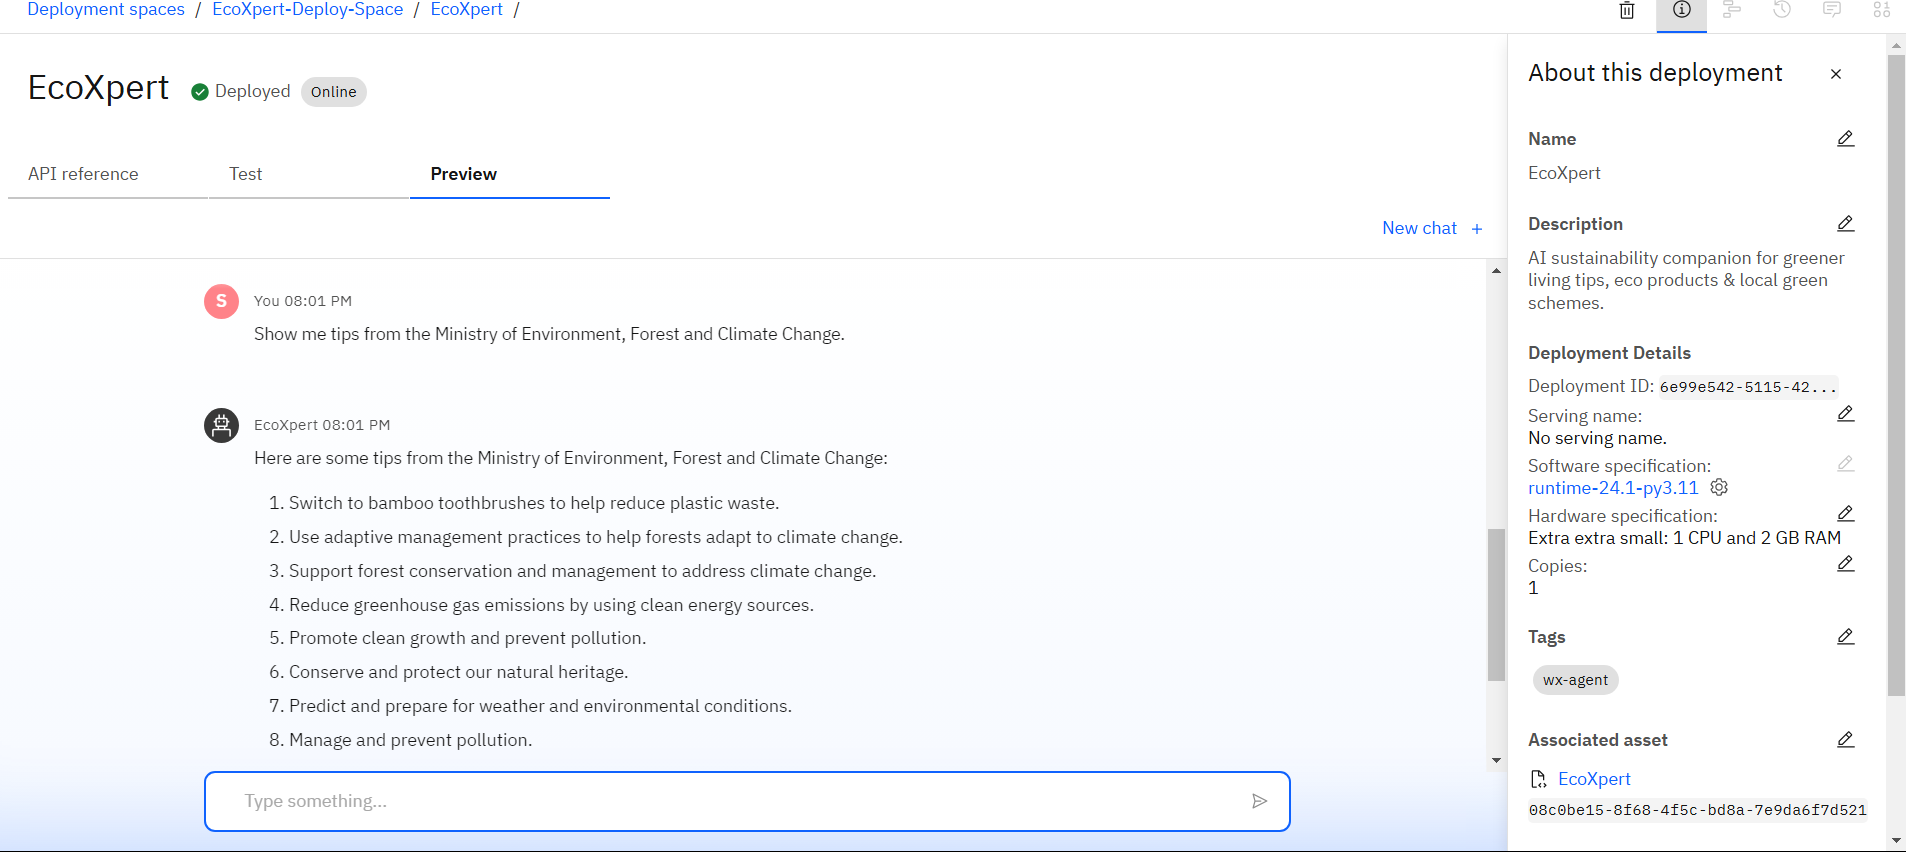 Deployment spaces / EcoXpert-Deploy-Space / EcoXpert /
EcoXpert Deployed Online
API reference Test Preview
New chat +
S You 08:01 PM
Show me tips from the Ministry of Environment, Forest and Climate Change.
EcoXpert 08:01 PM
Here are some tips from the Ministry of Environment, Forest and Climate Change:
1. Switch to bamboo toothbrushes to help reduce plastic waste.
2. Use adaptive management practices to help forests adapt to climate change.
3. Support forest conservation and management to address climate change.
4. Reduce greenhouse gas emissions by using clean energy sources.
5. Promote clean growth and prevent pollution.
6. Conserve and protect our natural heritage.
7. Predict and prepare for weather and environmental conditions.
8. Manage and prevent pollution.
Type something...
About this deployment
Name
EcoXpert
Description
AI sustainability companion for greener
living tips, eco products & local green
schemes.
Deployment Details
Deployment ID: 6e99e542-5115-42...
Serving name:
No serving name.
Software specification:
runtime-24.1-py3.11
Hardware specification:
Extra extra small: 1 CPU and 2 GB RAM
Copies:
1
Tags
wx-agent
Associated asset
EcoXpert
08c0be15-8f68-4f5c-bd8a-7e9da6f7d521